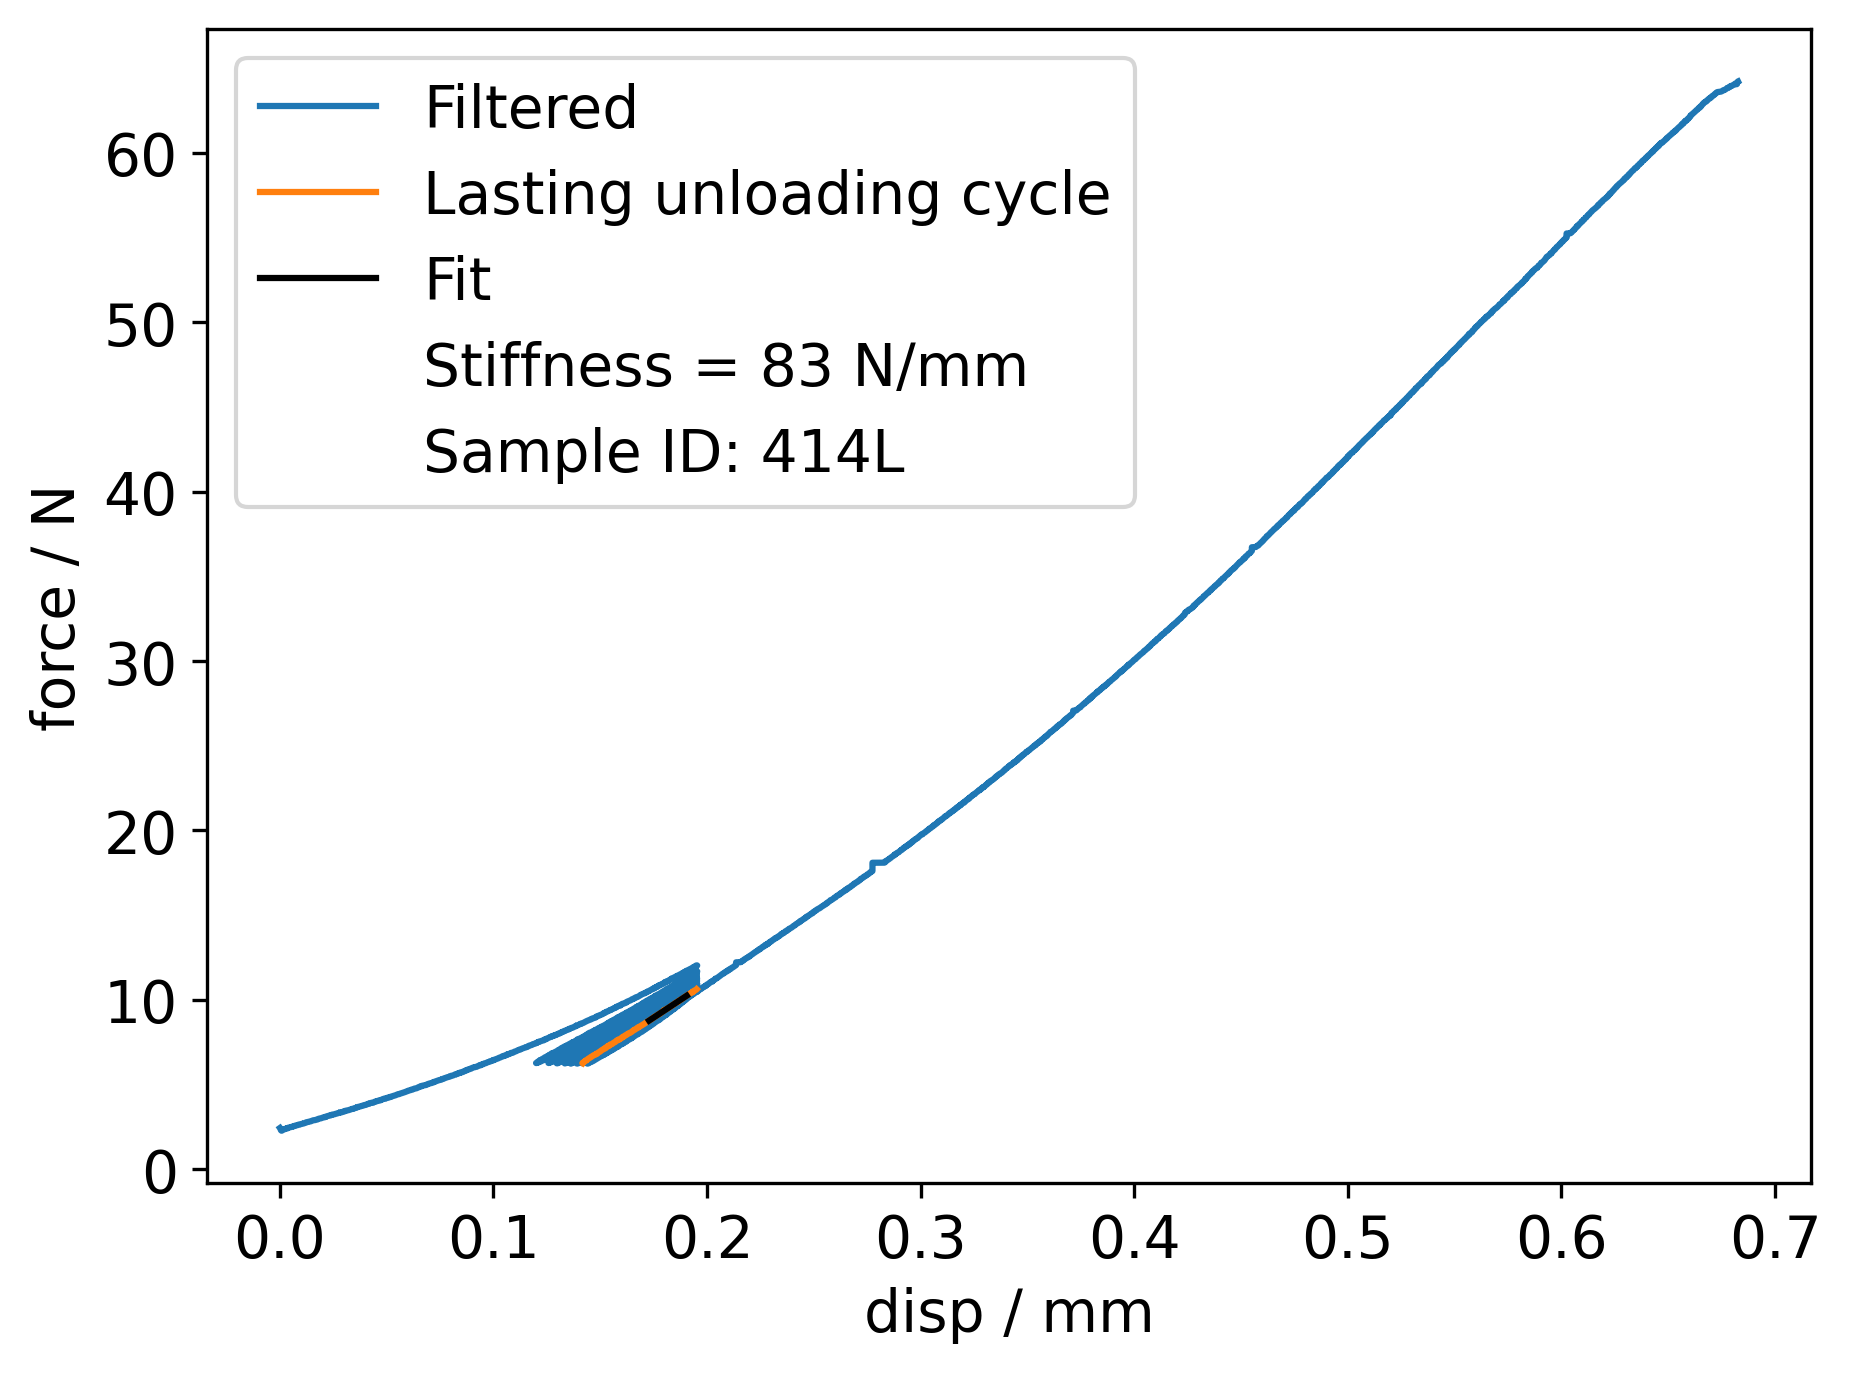 Filtered
Lasting unloading cycle
Fit
Stiffness = 83 N/mm
Sample ID: 414L
60
50
40
30
20
10
0
force / N
0.0 0.1 0.2 0.3 0.4 0.5 0.6 0.7
disp / mm